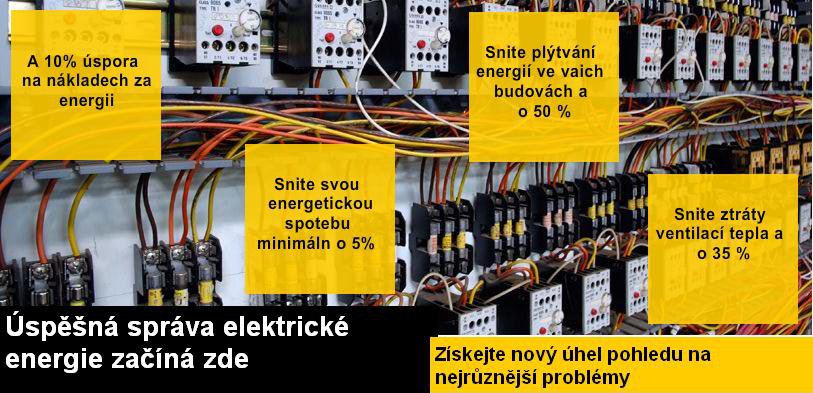 A 10% úspora
na nákladech za
energii
Snite plýtvání
energií ve vaich
budovách a
o 50 %
Snite svou
energetickou
spotebu
minimáln o 5%
Snite ztráty
ventilací tepla a
o 35 %
Úspěšná správa elektrické
energie začíná zde
Získejte nový úhel pohledu na
nejrůznější problémy